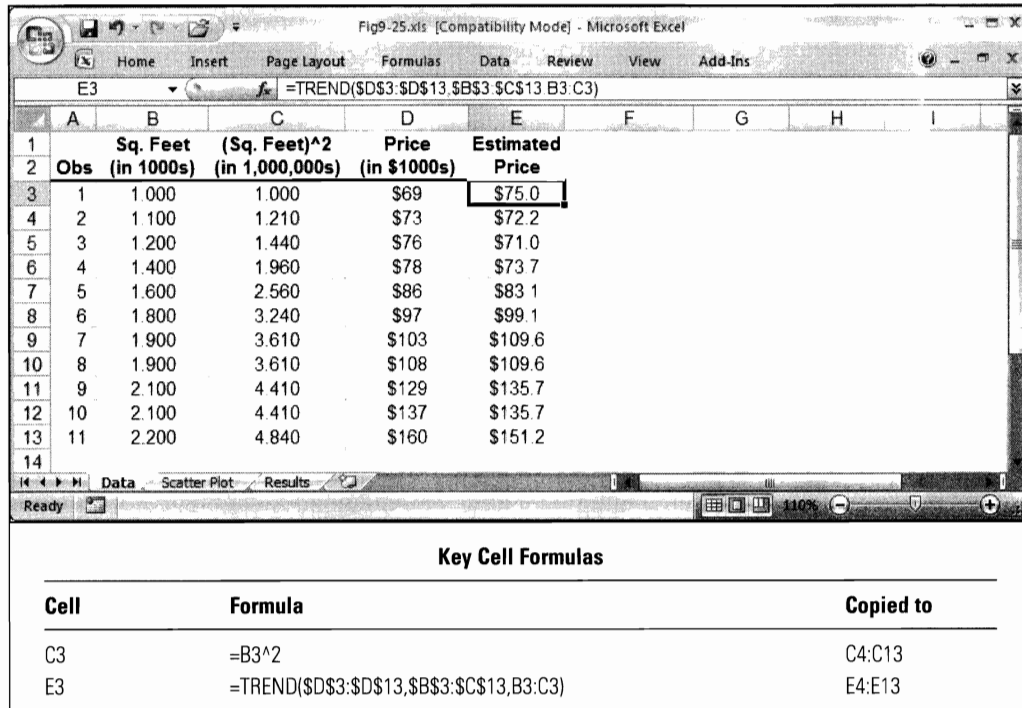 Fig9-25.xls [Compatibility Mode] - Microsoft Excel
Home Insert Page Layout Formulas Data Review View Add-Ins
E3 fx =TREND($D$3:$D$13,$B$3:$C$13 B3:C3)
A B C D E F G H I
1 Sq. Feet (Sq. Feet)^2 Price Estimated
2 Obs (in 1000s) (in 1,000,000s) (in $1000s) Price
3 1 1.000 1.000 $69 $75.0
4 2 1.100 1.210 $73 $72.2
5 3 1.200 1.440 $76 $71.0
6 4 1.400 1.960 $78 $73.7
7 5 1.600 2.560 $86 $83 1
8 6 1.800 3.240 $97 $99.1
9 7 1.900 3.610 $103 $109.6
10 8 1.900 3.610 $108 $109.6
11 9 2.100 4.410 $129 $135.7
12 10 2.100 4.410 $137 $135 7
13 11 2.200 4.840 $160 $151.2
14
Data Scatter Plot Results
Ready 110%
Key Cell Formulas
Cell Formula Copied to
C3 =B3^2 C4:C13
E3 =TREND($D$3:$D$13,$B$3:$C$13,B3:C3) E4:E13